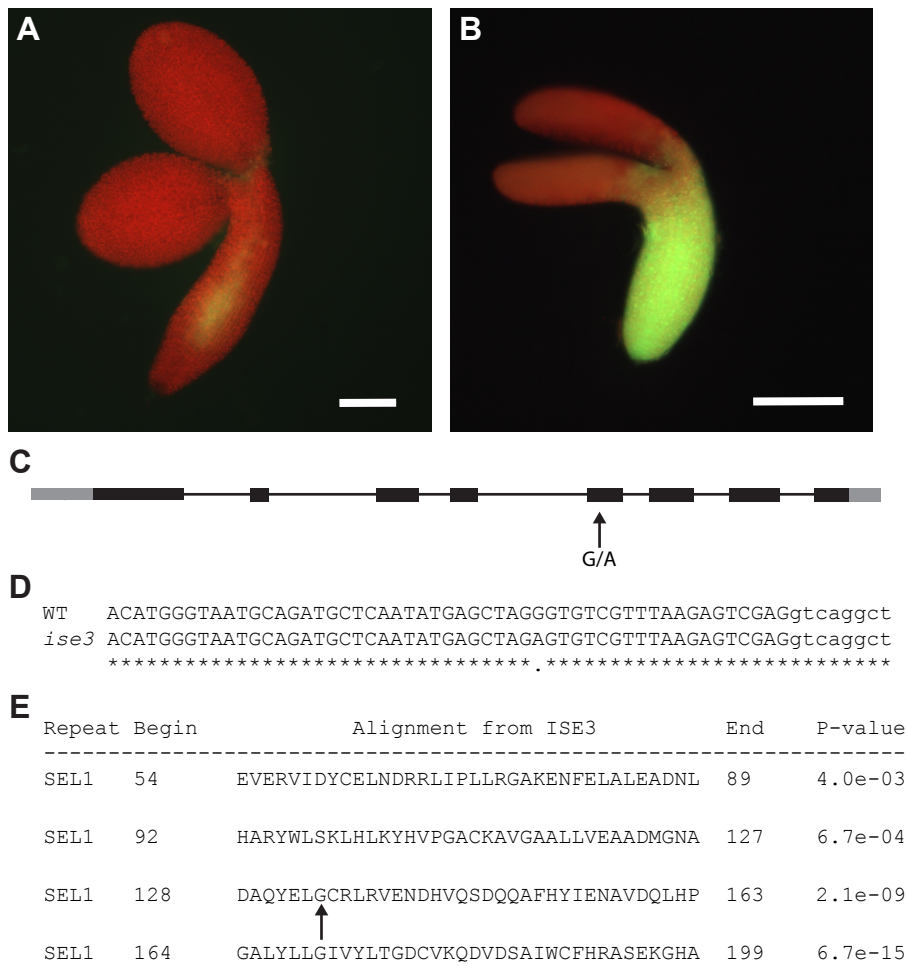 A
B
C
G/A
D
WT ACATGGGTAATGCAGATGCTCAATATGAGCTAGGGTGTCGTTTAAGAGTCGAGgtcaggct
ise3 ACATGGGTAATGCAGATGCTCAATATGAGCTAGAGTGTCGTTTAAGAGTCGAGgtcaggct
*********************************.***************************
E
Repeat Begin Alignment from ISE3 End P-value
--------------------------------------------------------------------
SEL1 54 EVERVIDYCELNDRRLIPLLRGAKENFELALEADNL 89 4.0e-03
SEL1 92 HARYWLSKLHLKYHVPGACKAVGAALLVEAADMGNA 127 6.7e-04
SEL1 128 DAQYELGCRLRVENDHVQSDQQAFHYIENAVDQLHP 163 2.1e-09
SEL1 164 GALYLLGIVYLTGDCVKQDVDSAIWCFHRASEKGHA 199 6.7e-15